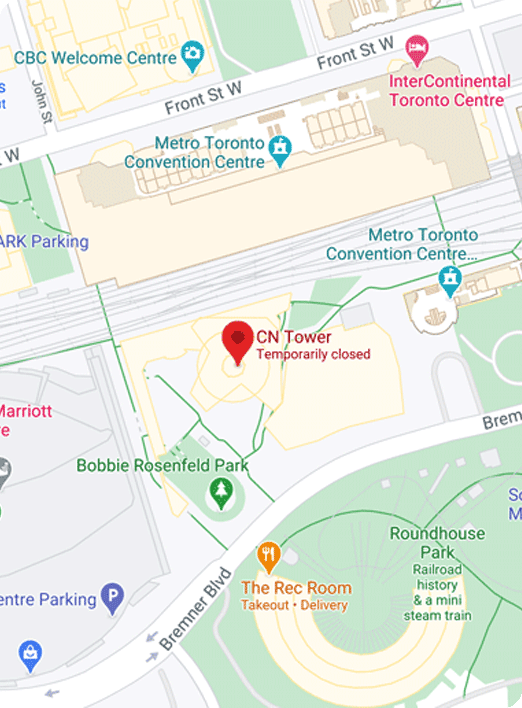 CBC Welcome Centre
Front St W
InterContinental
Toronto Centre
John St
Front St W
Metro Toronto
Convention Centre
W
ARK Parking
Metro Toronto
Convention Centre...
CN Tower
Temporarily closed
Marriott
re
Brem
Bobbie Rosenfeld Park
So
M
Roundhouse
Park
Railroad
history
& a mini
steam train
The Rec Room
Takeout • Delivery
entre Parking
P
Bremner Blvd